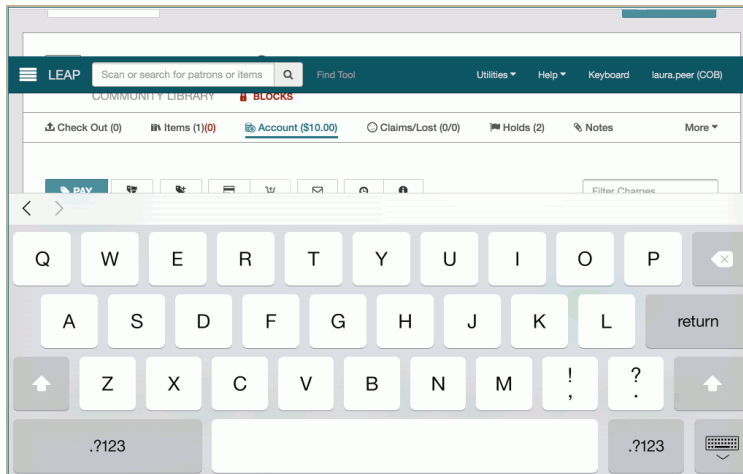 LEAP Scan or search for patrons or items Find Tool Utilities Help Keyboard laura.peer (COB)
COMMUNITY LIBRARY BLOCKS
Check Out (0) Items (1)(0) Account ($10.00) Claims/Lost (0/0) Holds (2) Notes More
PAY Filter Charges
Q W E R T Y U I O P
A S D F G H J K L return
Z X C V B N M ! , ? .
.?123 .?123